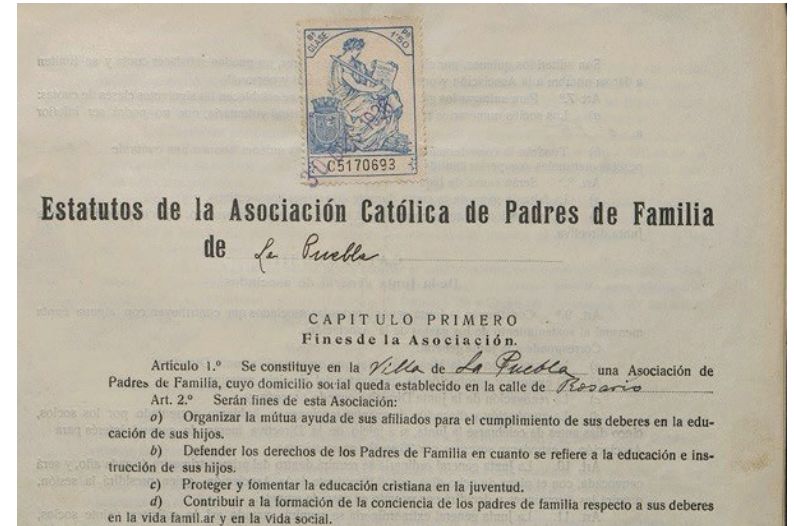 8ª CLASE
1'50 Ps
C5170693
Estatutos de la Asociación Católica de Padres de Familia
de La Puebla
CAPITULO PRIMERO
Fines de la Asociación.
Artículo 1.º Se constituye en la Villa de La Puebla una Asociación de
Padres de Familia, cuyo domicilio social queda establecido en la calle de Rosario
Art. 2.º Serán fines de esta Asociación:
a) Organizar la mútua ayuda de sus afiliados para el cumplimiento de sus deberes en la edu-
cación de sus hijos.
b) Defender los derechos de los Padres de Familia en cuanto se refiere a la educación e ins-
trucción de sus hijos.
c) Proteger y fomentar la educación cristiana en la juventud.
d) Contribuir a la formación de la conciencia de los padres de familia respecto a sus deberes
en la vida famil.ar y en la vida social.